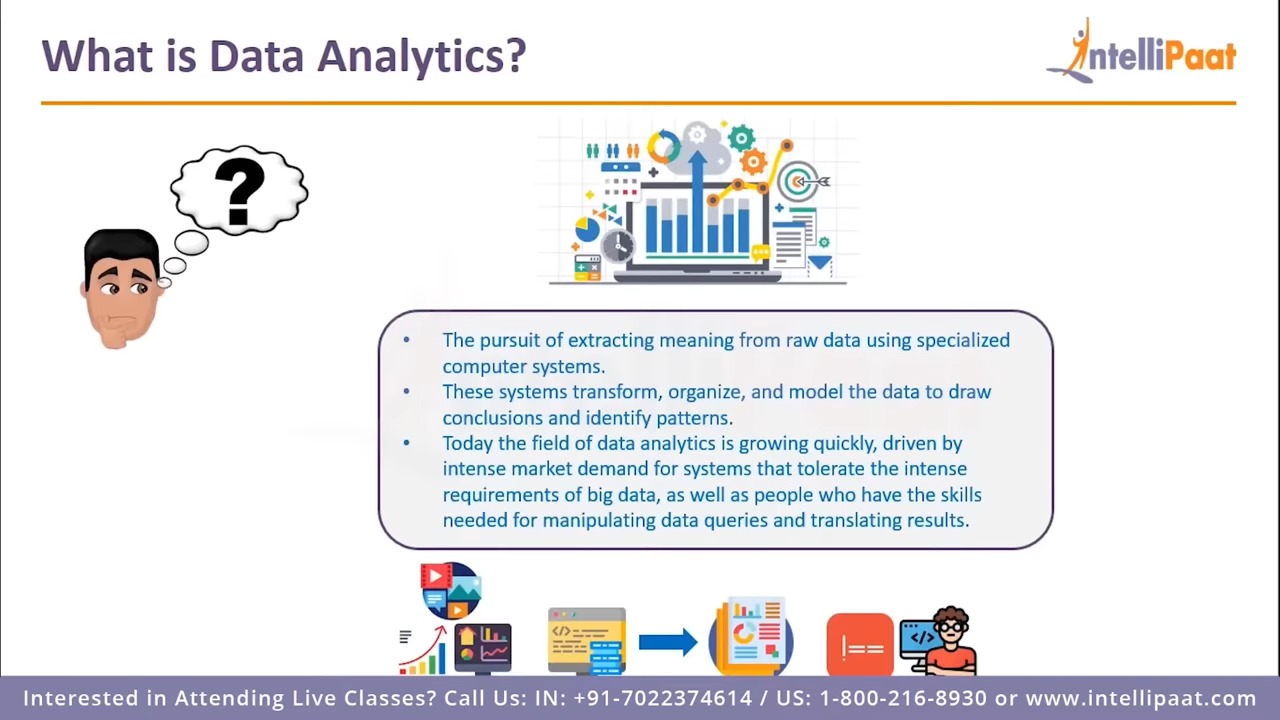 What is Data Analytics?
IntelliPaat
?
• The pursuit of extracting meaning from raw data using specialized
computer systems.
• These systems transform, organize, and model the data to draw
conclusions and identify patterns.
• Today the field of data analytics is growing quickly, driven by
intense market demand for systems that tolerate the intense
requirements of big data, as well as people who have the skills
needed for manipulating data queries and translating results.
</>
!==
</>
Interested in Attending Live Classes? Call Us: IN: +91-7022374614 / US: 1-800-216-8930 or www.intellipaat.com